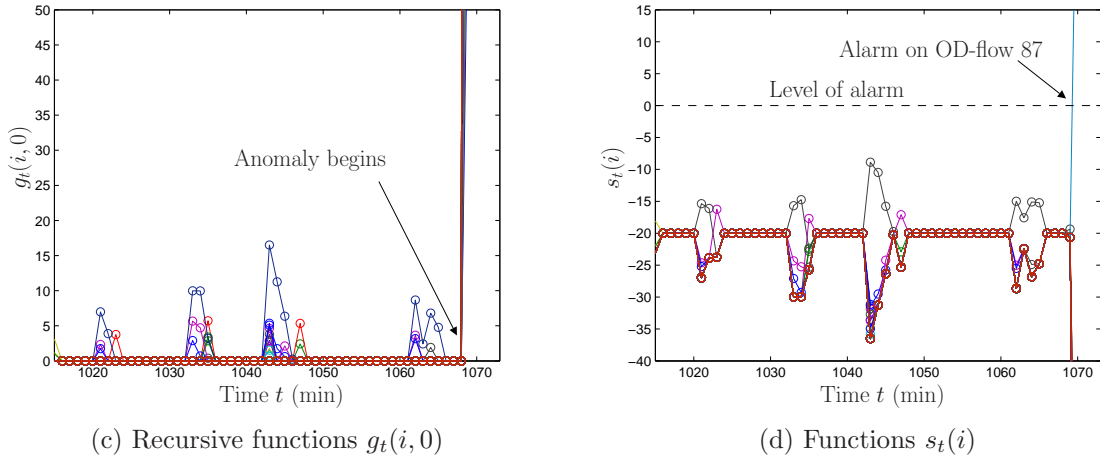 50
45
40
35
30
25
20
15
10
5
0
g_t(i, 0)
Anomaly begins
1020 1030 1040 1050 1060 1070
Time t (min)
(c) Recursive functions g_t(i, 0)
15
10
5
0
−5
−10
−15
−20
−25
−30
−35
−40
s_t(i)
Alarm on OD-flow 87
Level of alarm
1020 1030 1040 1050 1060 1070
Time t (min)
(d) Functions s_t(i)